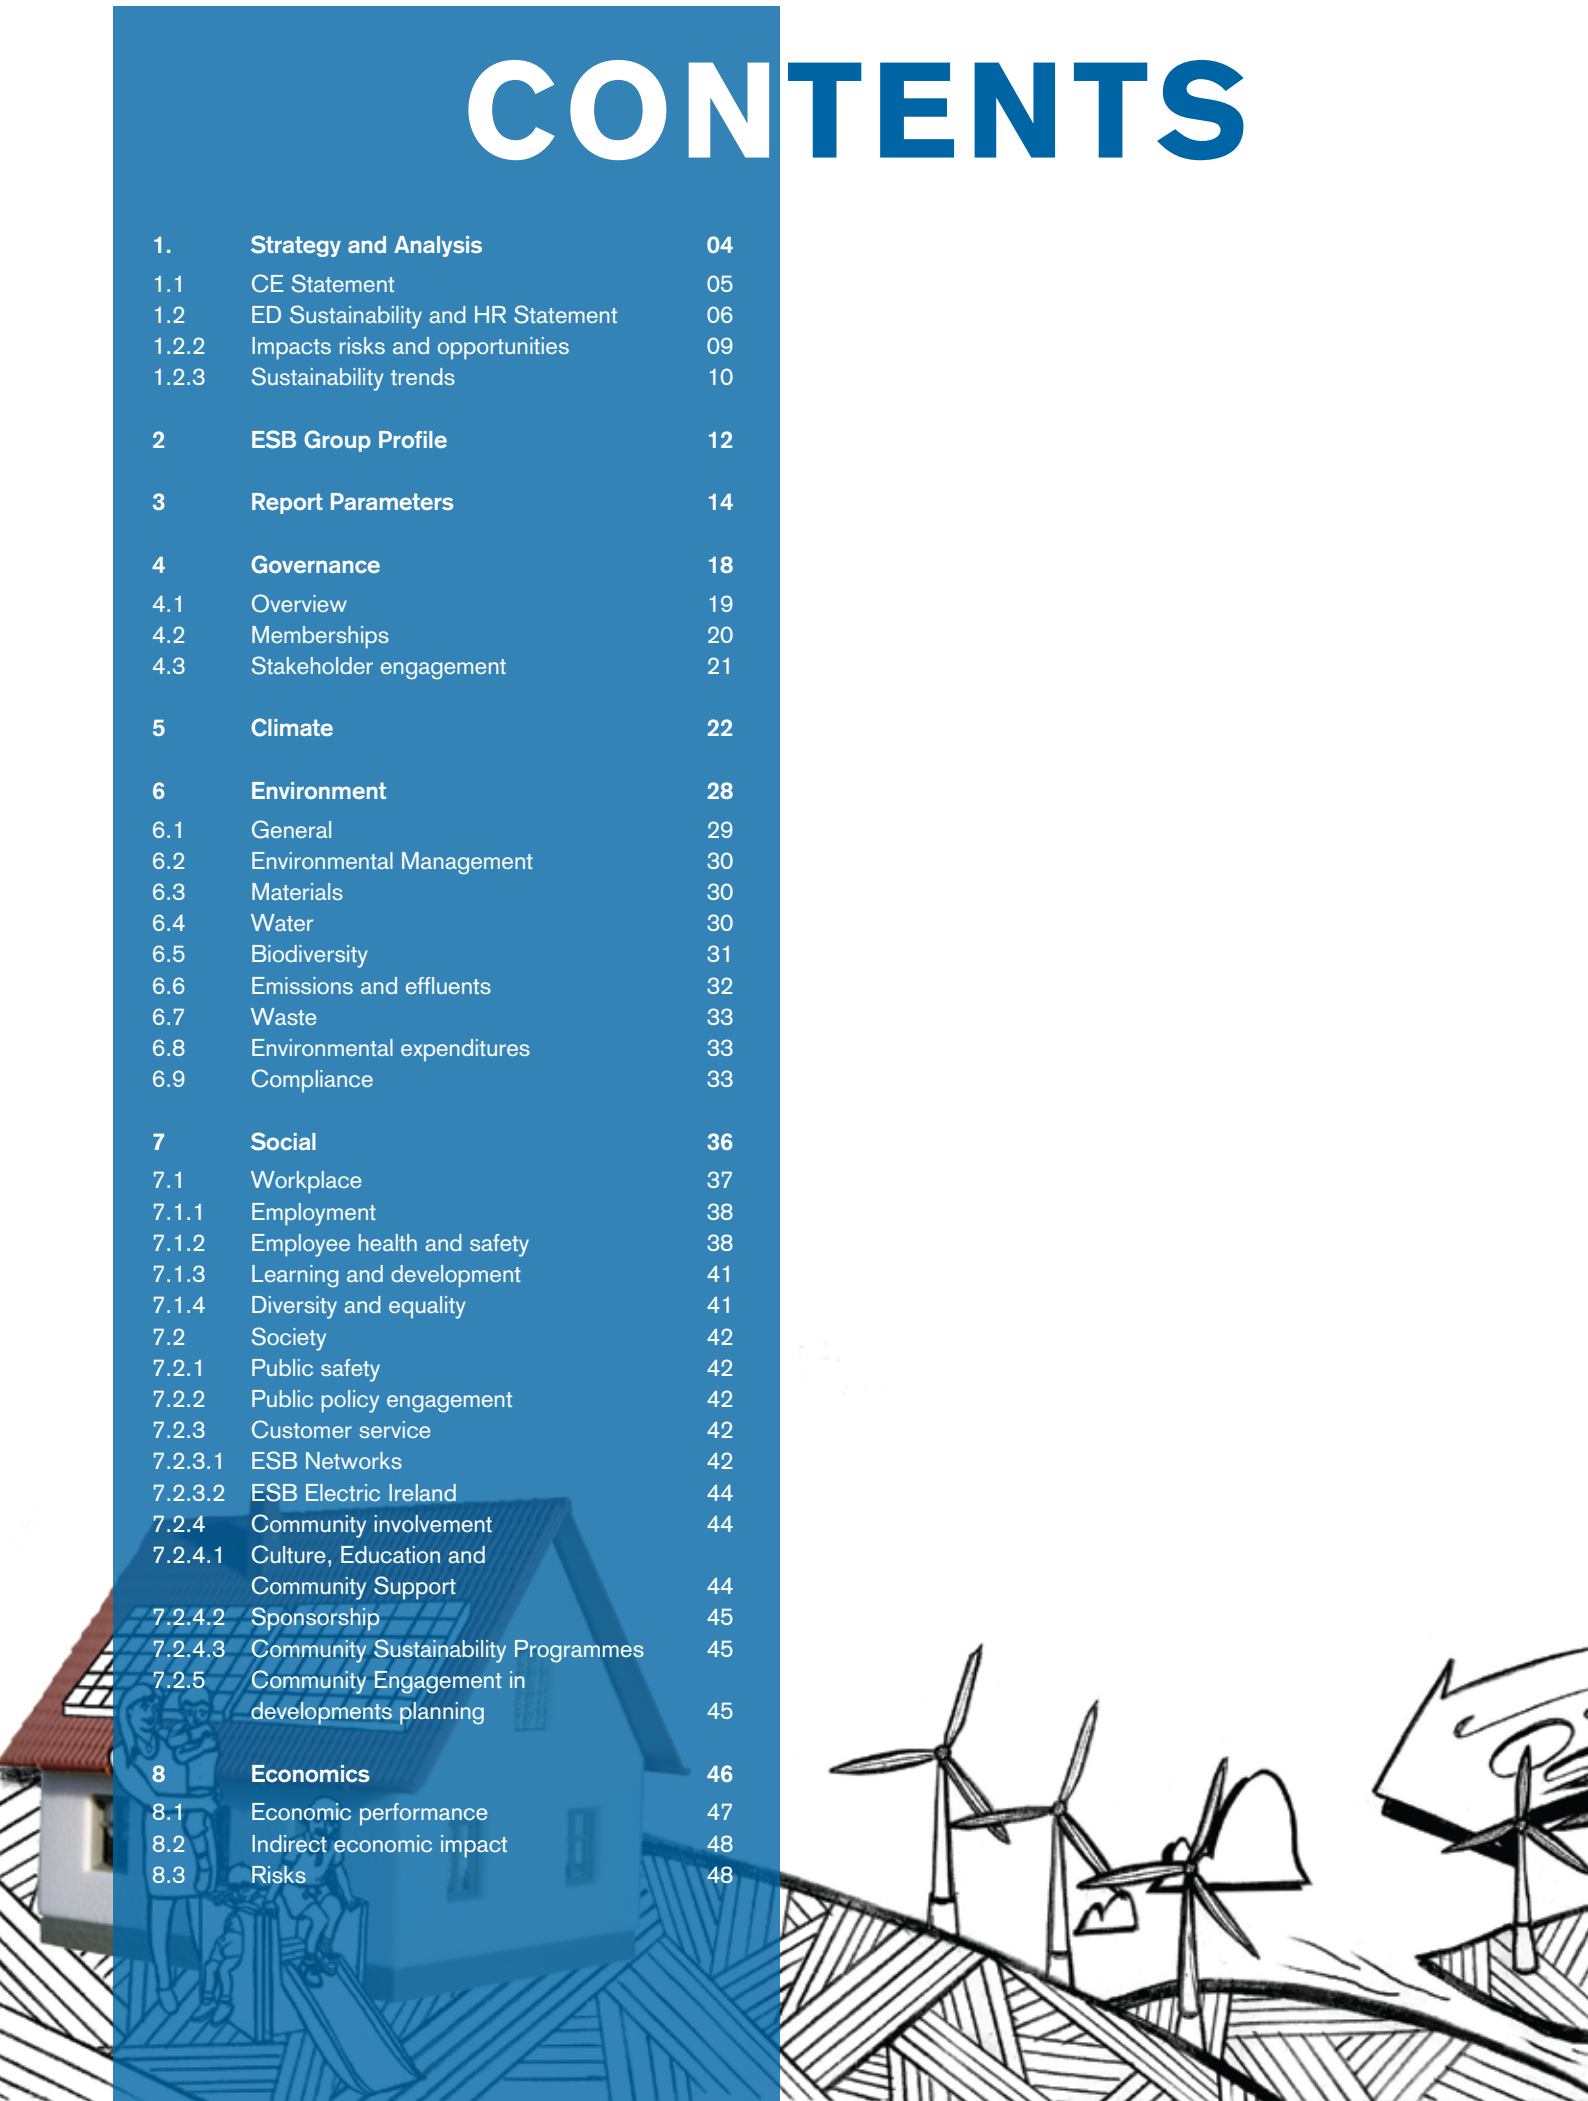 CONTENTS
1. Strategy and Analysis 04
1.1 CE Statement 05
1.2 ED Sustainability and HR Statement 06
1.2.2 Impacts risks and opportunities 09
1.2.3 Sustainability trends 10
2 ESB Group Profile 12
3 Report Parameters 14
4 Governance 18
4.1 Overview 19
4.2 Memberships 20
4.3 Stakeholder engagement 21
5 Climate 22
6 Environment 28
6.1 General 29
6.2 Environmental Management 30
6.3 Materials 30
6.4 Water 30
6.5 Biodiversity 31
6.6 Emissions and effluents 32
6.7 Waste 33
6.8 Environmental expenditures 33
6.9 Compliance 33
7 Social 36
7.1 Workplace 37
7.1.1 Employment 38
7.1.2 Employee health and safety 38
7.1.3 Learning and development 41
7.1.4 Diversity and equality 41
7.2 Society 42
7.2.1 Public safety 42
7.2.2 Public policy engagement 42
7.2.3 Customer service 42
7.2.3.1 ESB Networks 42
7.2.3.2 ESB Electric Ireland 44
7.2.4 Community involvement 44
7.2.4.1 Culture, Education and
Community Support 44
7.2.4.2 Sponsorship 45
7.2.4.3 Community Sustainability Programmes 45
7.2.5 Community Engagement in
developments planning 45
8 Economics 46
8.1 Economic performance 47
8.2 Indirect economic impact 48
8.3 Risks 48